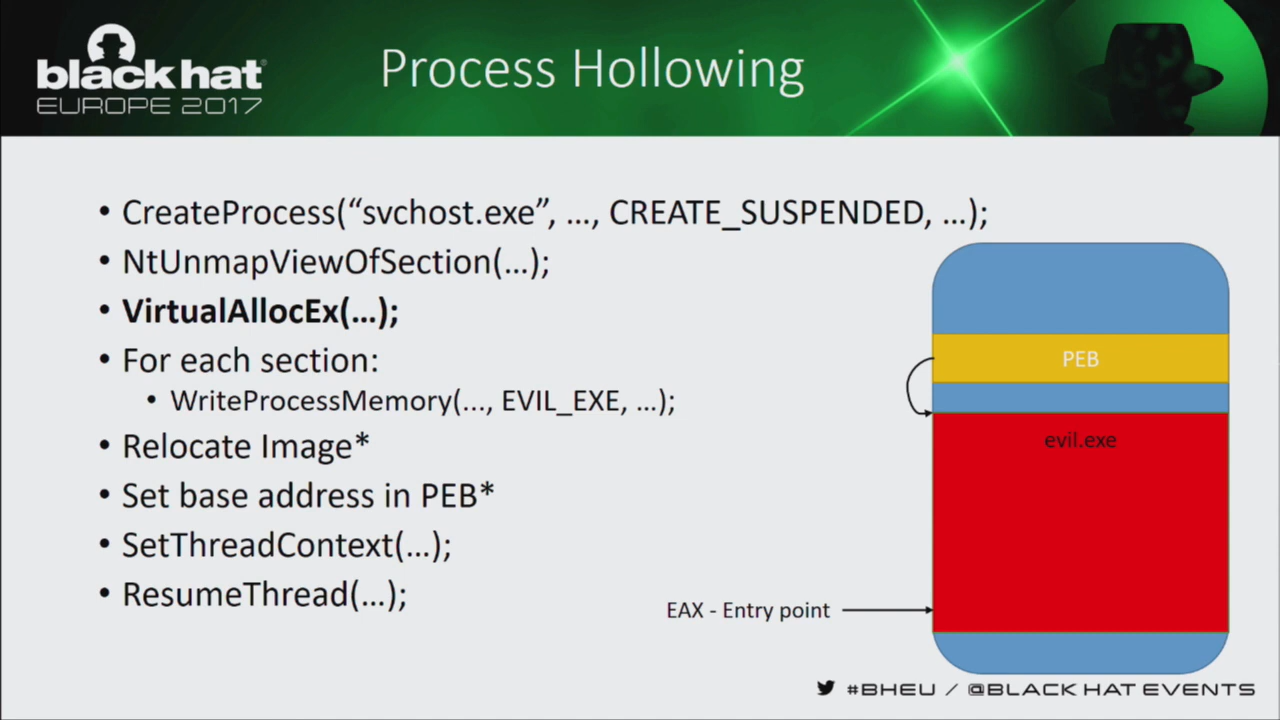 black hat®
EUROPE 2017
Process Hollowing
• CreateProcess(“svchost.exe”, …, CREATE_SUSPENDED, …);
• NtUnmapViewOfSection(…);
• VirtualAllocEx(…);
• For each section:
• WriteProcessMemory(..., EVIL_EXE, …);
• Relocate Image*
• Set base address in PEB*
• SetThreadContext(…);
• ResumeThread(…);
PEB
evil.exe
EAX - Entry point
#BHEU / @BLACK HAT EVENTS